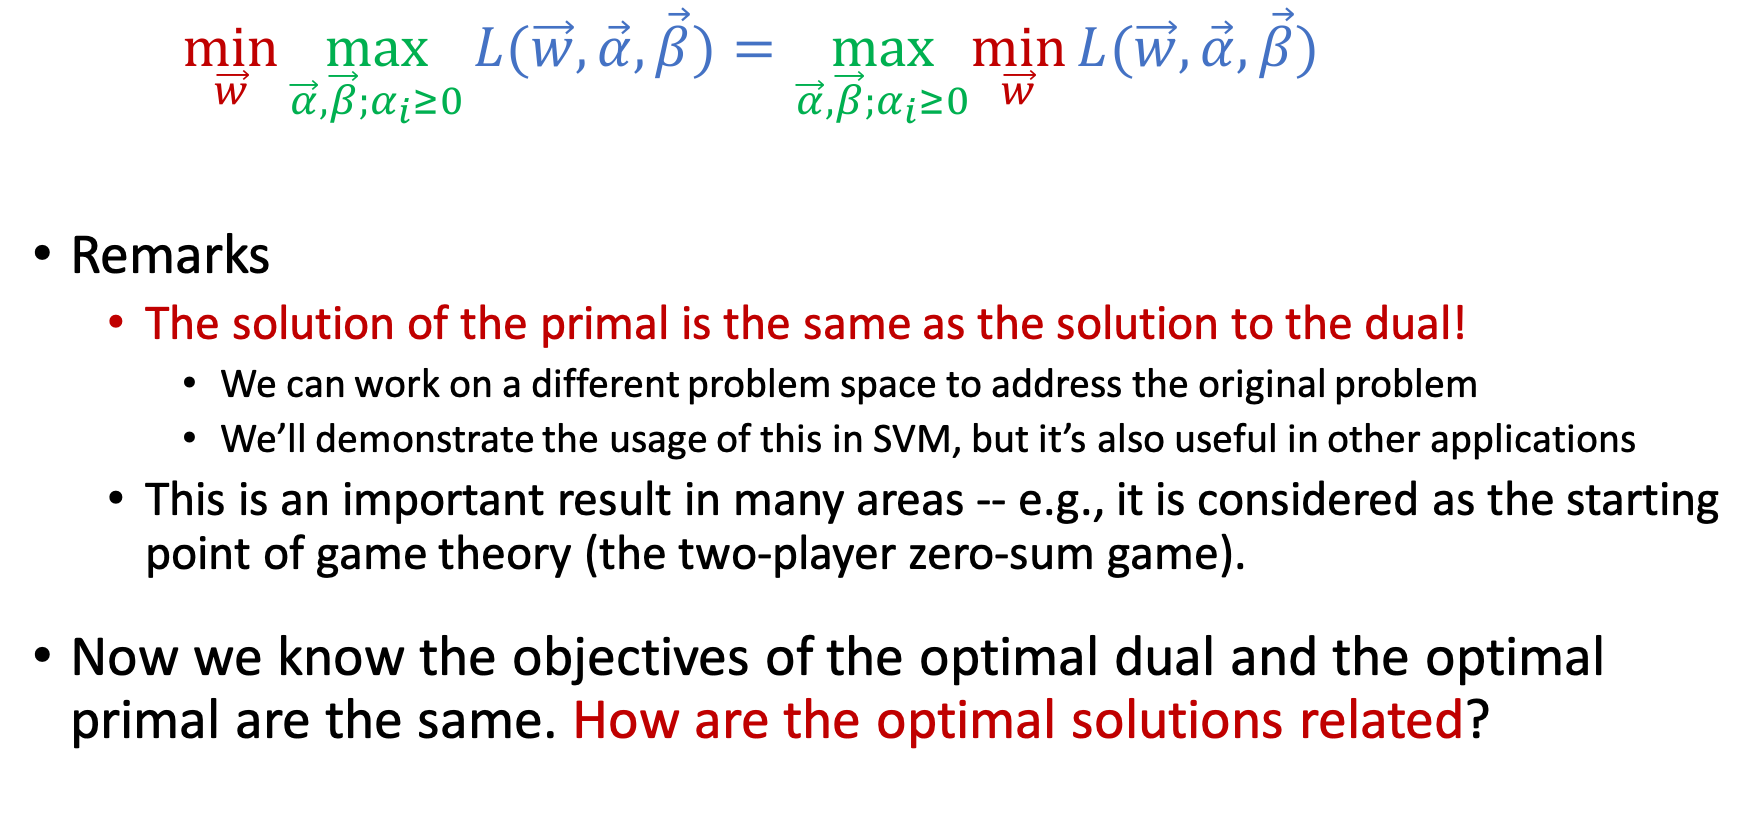 min max L(w⃗, α⃗, β⃗) = max min L(w⃗, α⃗, β⃗)
w⃗ α⃗,β⃗;αᵢ≥0 α⃗,β⃗;αᵢ≥0 w⃗
• Remarks
• The solution of the primal is the same as the solution to the dual!
• We can work on a different problem space to address the original problem
• We’ll demonstrate the usage of this in SVM, but it’s also useful in other applications
• This is an important result in many areas -- e.g., it is considered as the starting
point of game theory (the two-player zero-sum game).
• Now we know the objectives of the optimal dual and the optimal
primal are the same. How are the optimal solutions related?